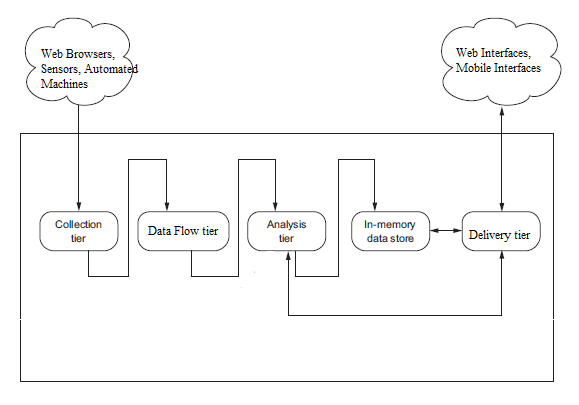 Web Browsers,
Sensors, Automated
Machines
Web Interfaces,
Mobile Interfaces
Collection
tier
Data Flow tier
Analysis
tier
In-memory
data store
Delivery tier